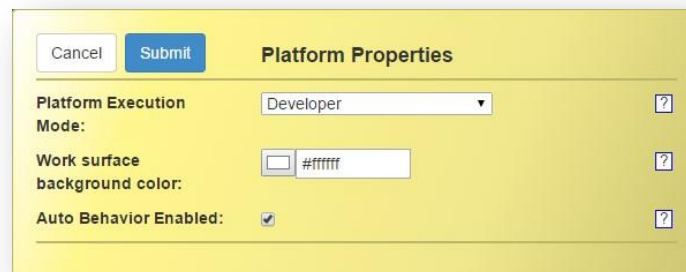 Cancel Submit Platform Properties
Platform Execution Mode: Developer ?
Work surface background color: #ffffff ?
Auto Behavior Enabled: ?